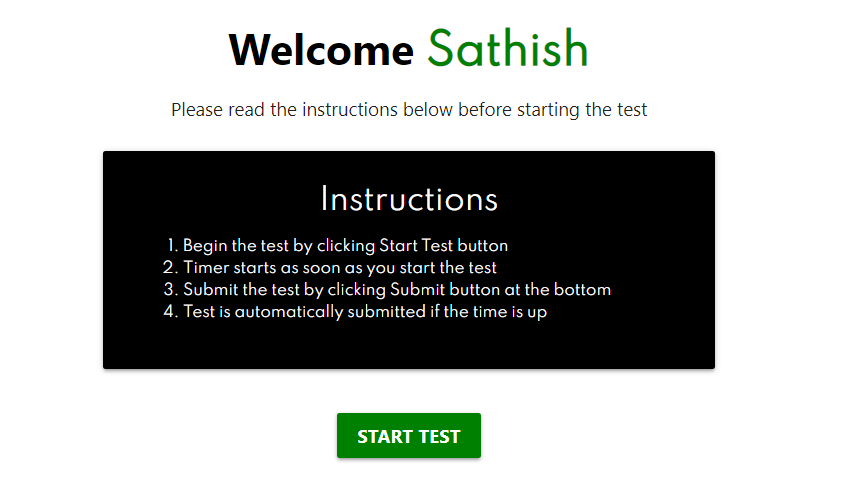 Welcome Sathish
Please read the instructions below before starting the test
Instructions
1. Begin the test by clicking Start Test button
2. Timer starts as soon as you start the test
3. Submit the test by clicking Submit button at the bottom
4. Test is automatically submitted if the time is up
START TEST